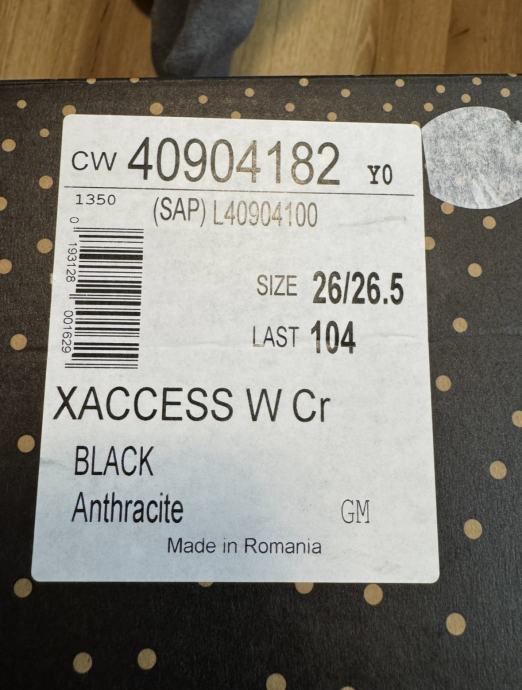 CW 40904182 Y0
1350
(SAP) L40904100
0 193128 001629
SIZE 26/26.5
LAST 104
XACCESS W Cr
BLACK
Anthracite GM
Made in Romania